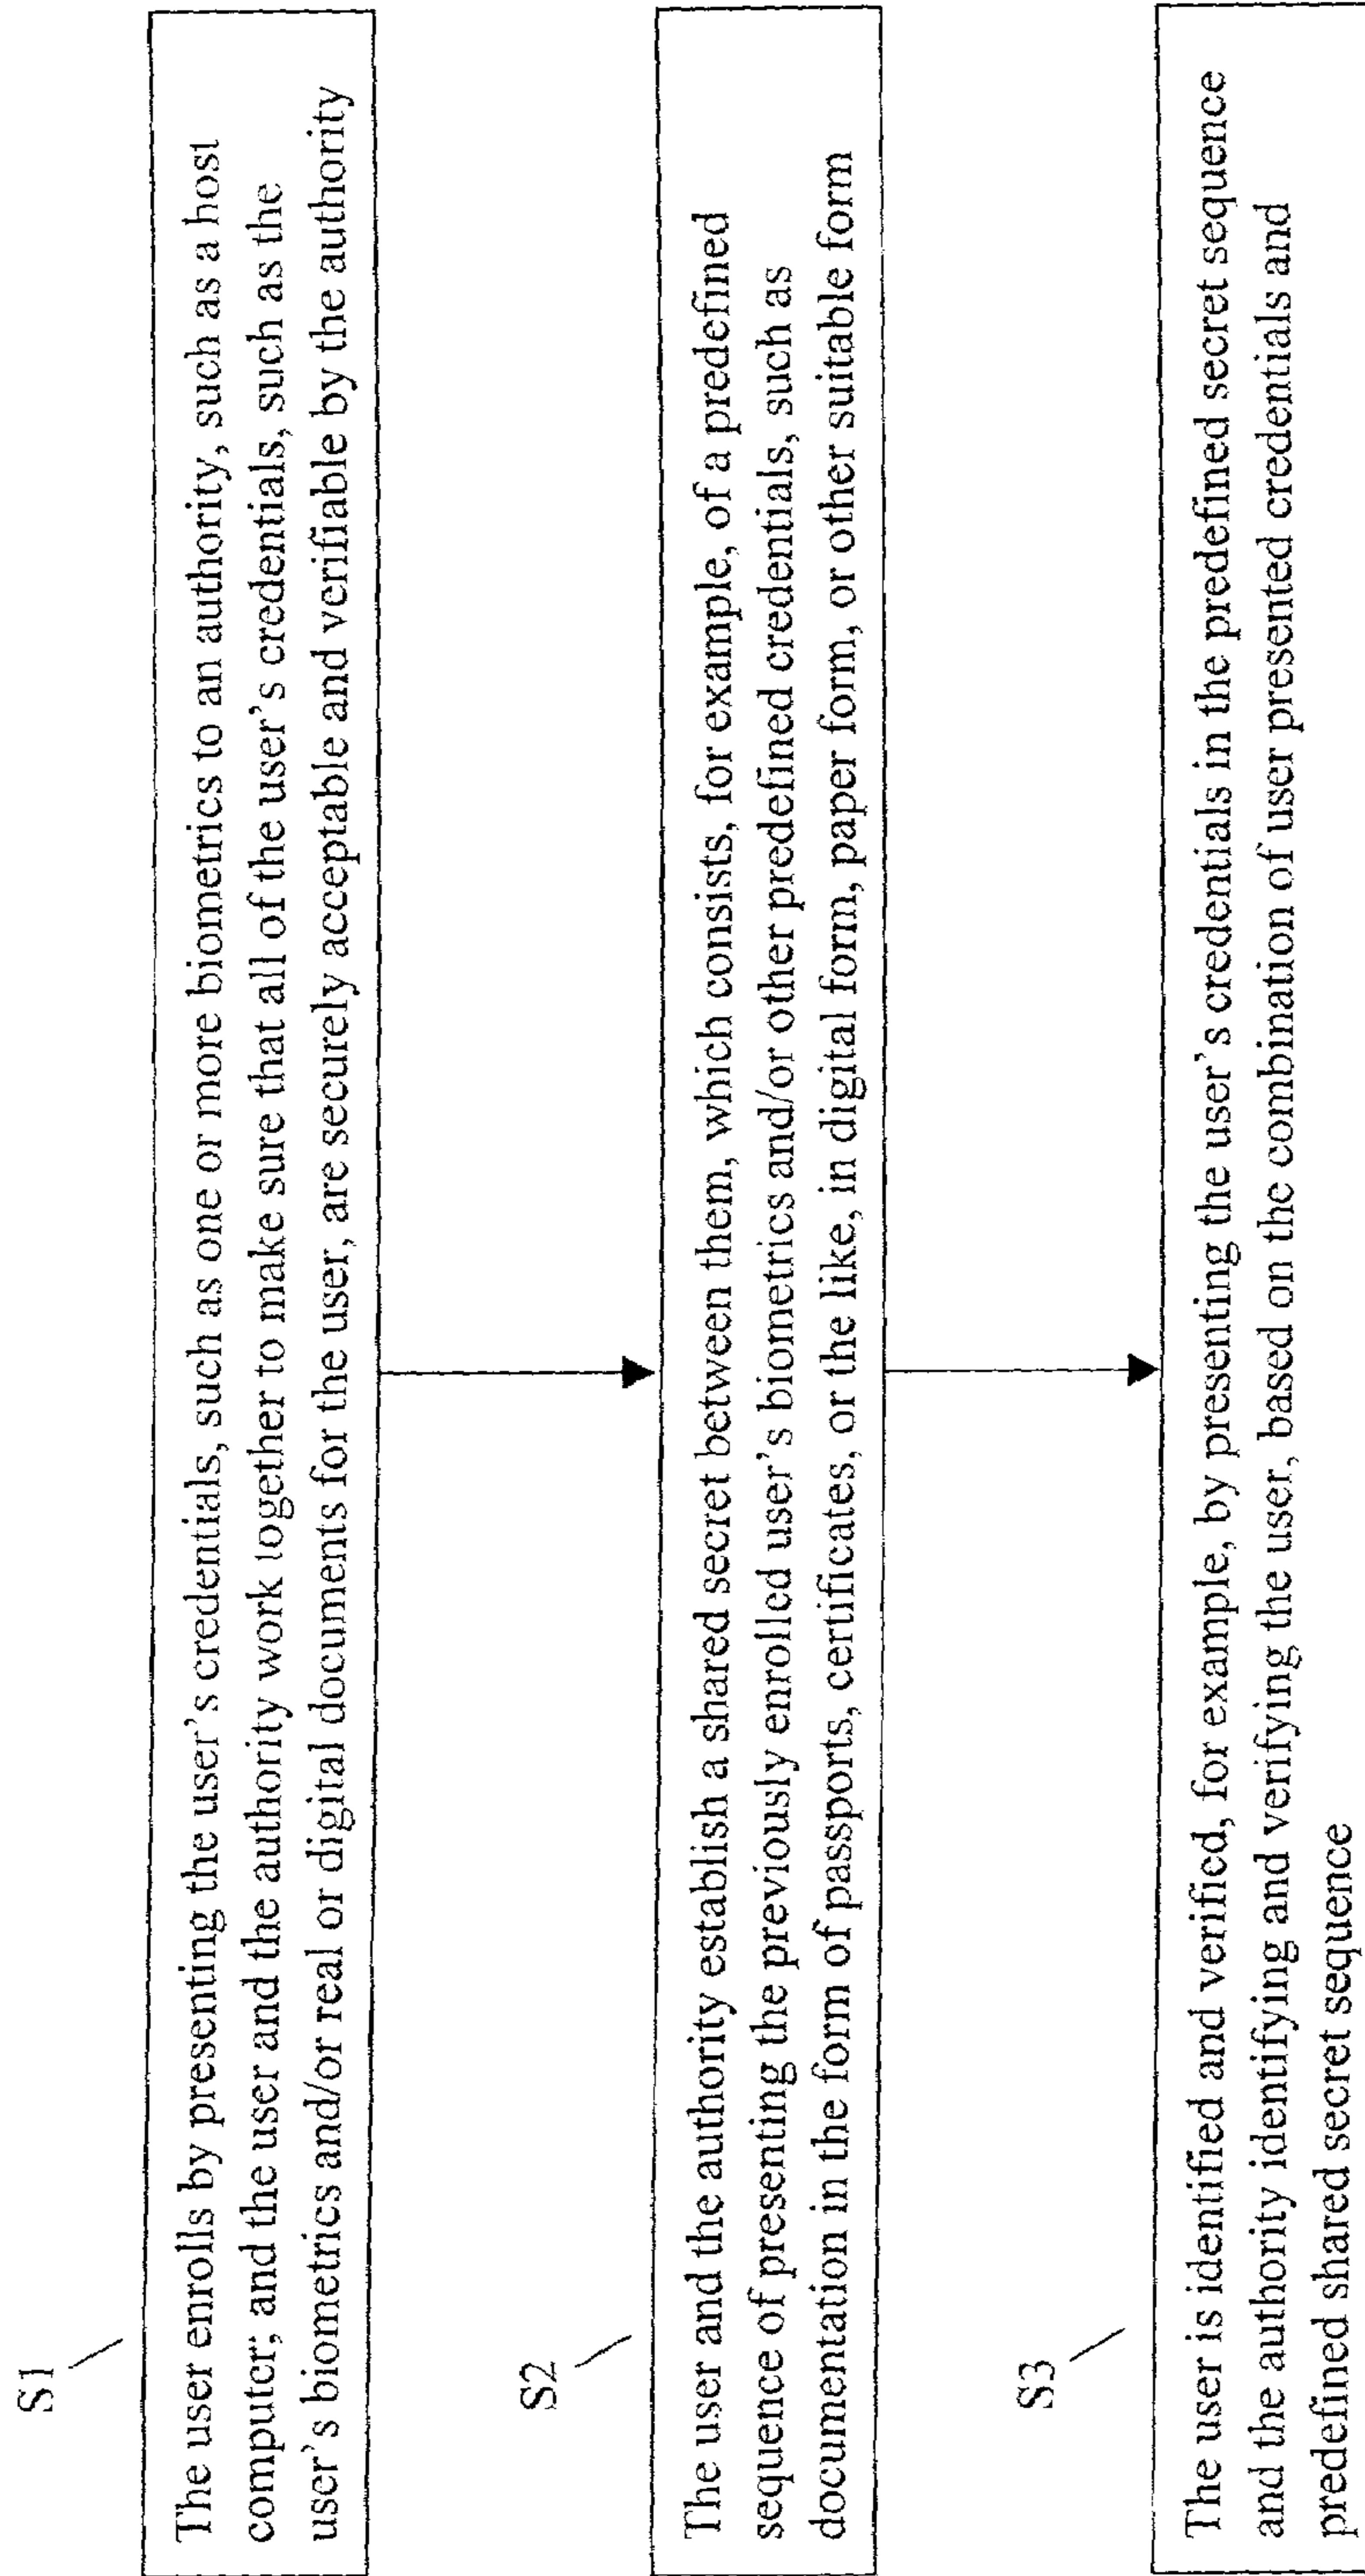 S1
The user enrolls by presenting the user's credentials, such as one or more biometrics to an authority, such as a host
computer; and the user and the authority work together to make sure that all of the user's credentials, such as the
user's biometrics and/or real or digital documents for the user, are securely acceptable and verifiable by the authority
S2
The user and the authority establish a shared secret between them, which consists, for example, of a predefined
sequence of presenting the previously enrolled user's biometrics and/or other predefined credentials, such as
documentation in the form of passports, certificates, or the like, in digital form, paper form, or other suitable form
S3
The user is identified and verified, for example, by presenting the user's credentials in the predefined secret sequence
and the authority identifying and verifying the user, based on the combination of user presented credentials and
predefined shared secret sequence